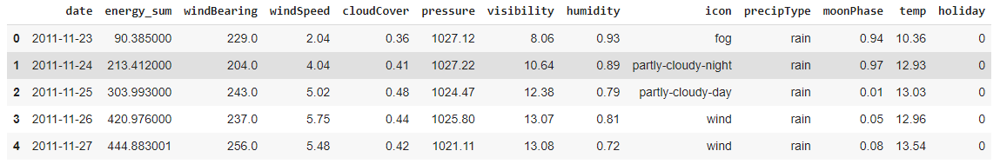 date energy_sum windBearing windSpeed cloudCover pressure visibility humidity icon precipType moonPhase temp holiday
0 2011-11-23 90.385000 229.0 2.04 0.36 1027.12 8.06 0.93 fog rain 0.94 10.36 0
1 2011-11-24 213.412000 204.0 4.04 0.41 1027.22 10.64 0.89 partly-cloudy-night rain 0.97 12.93 0
2 2011-11-25 303.993000 243.0 5.02 0.48 1024.47 12.38 0.79 partly-cloudy-day rain 0.01 13.03 0
3 2011-11-26 420.976000 237.0 5.75 0.44 1025.80 13.07 0.81 wind rain 0.05 12.96 0
4 2011-11-27 444.883001 256.0 5.48 0.42 1021.11 13.08 0.72 wind rain 0.08 13.54 0